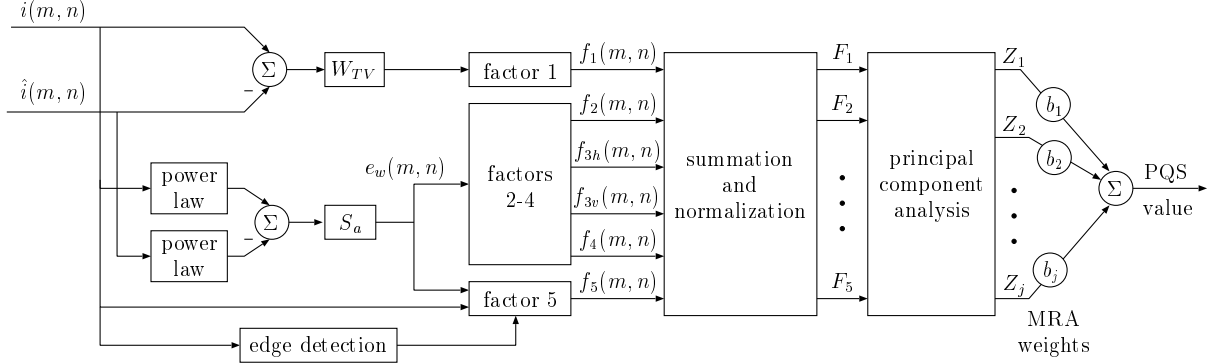 i(m, n)
î(m, n)
Σ
−
W_TV
factor 1
f_1(m, n)
power
law
power
law
Σ
−
S_a
e_w(m, n)
factors
2-4
f_2(m, n)
f_3h(m, n)
f_3v(m, n)
f_4(m, n)
factor 5
f_5(m, n)
edge detection
summation
and
normalization
F_1
F_2
F_5
principal
component
analysis
Z_1
Z_2
Z_j
b_1
b_2
b_j
Σ
PQS
value
MRA
weights